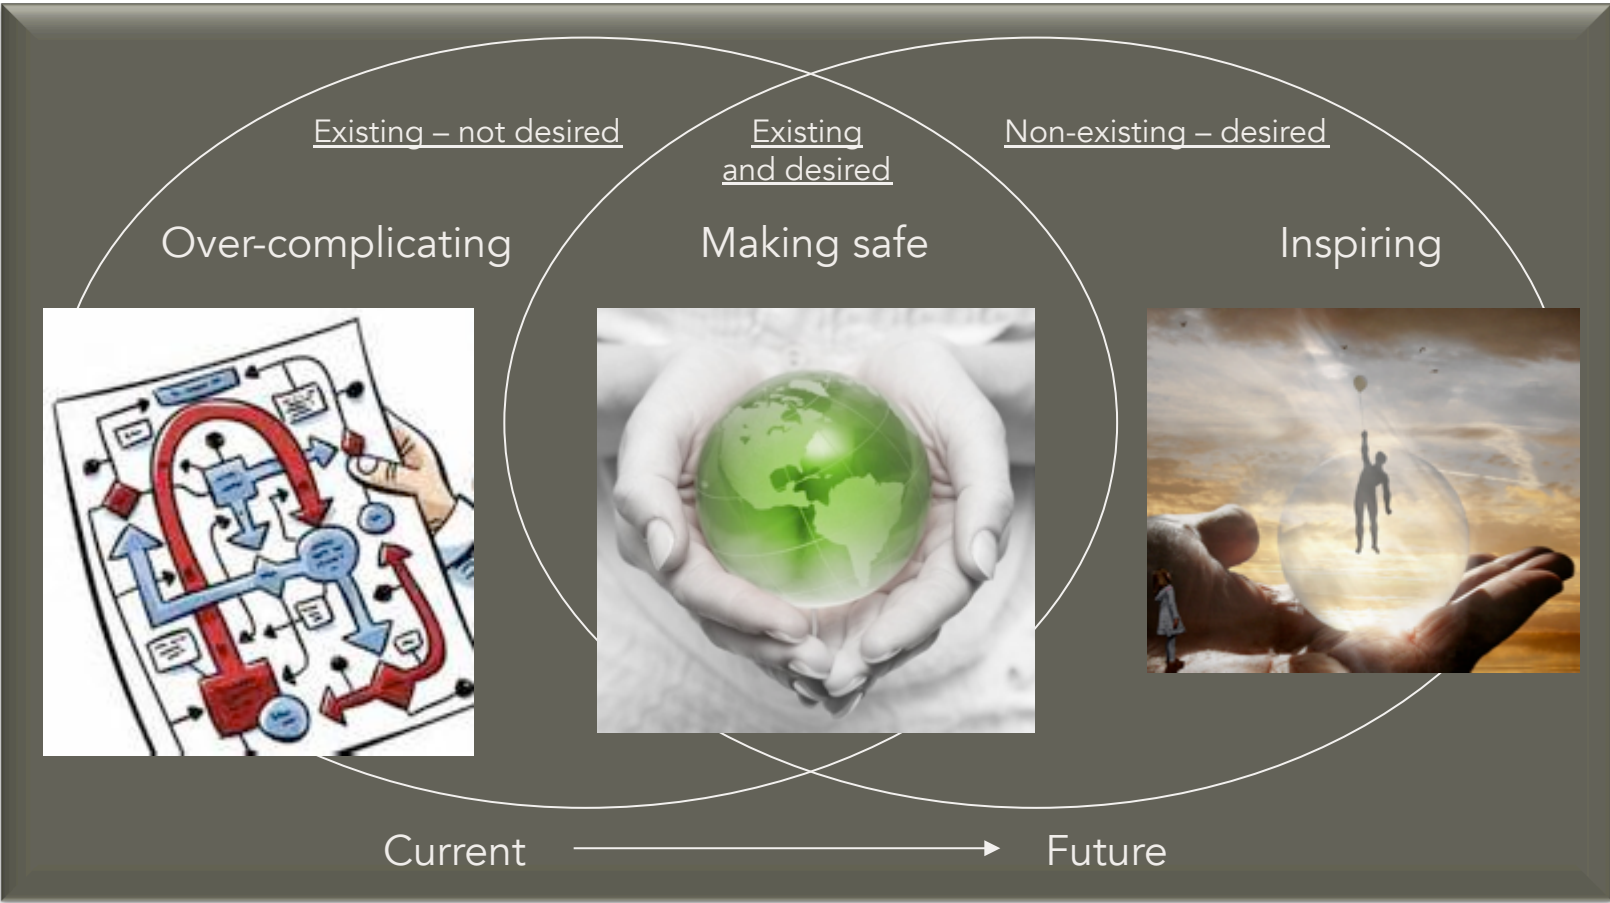 Existing – not desired
Existing
and desired
Non-existing – desired
Over-complicating
Making safe
Inspiring
Current
Future